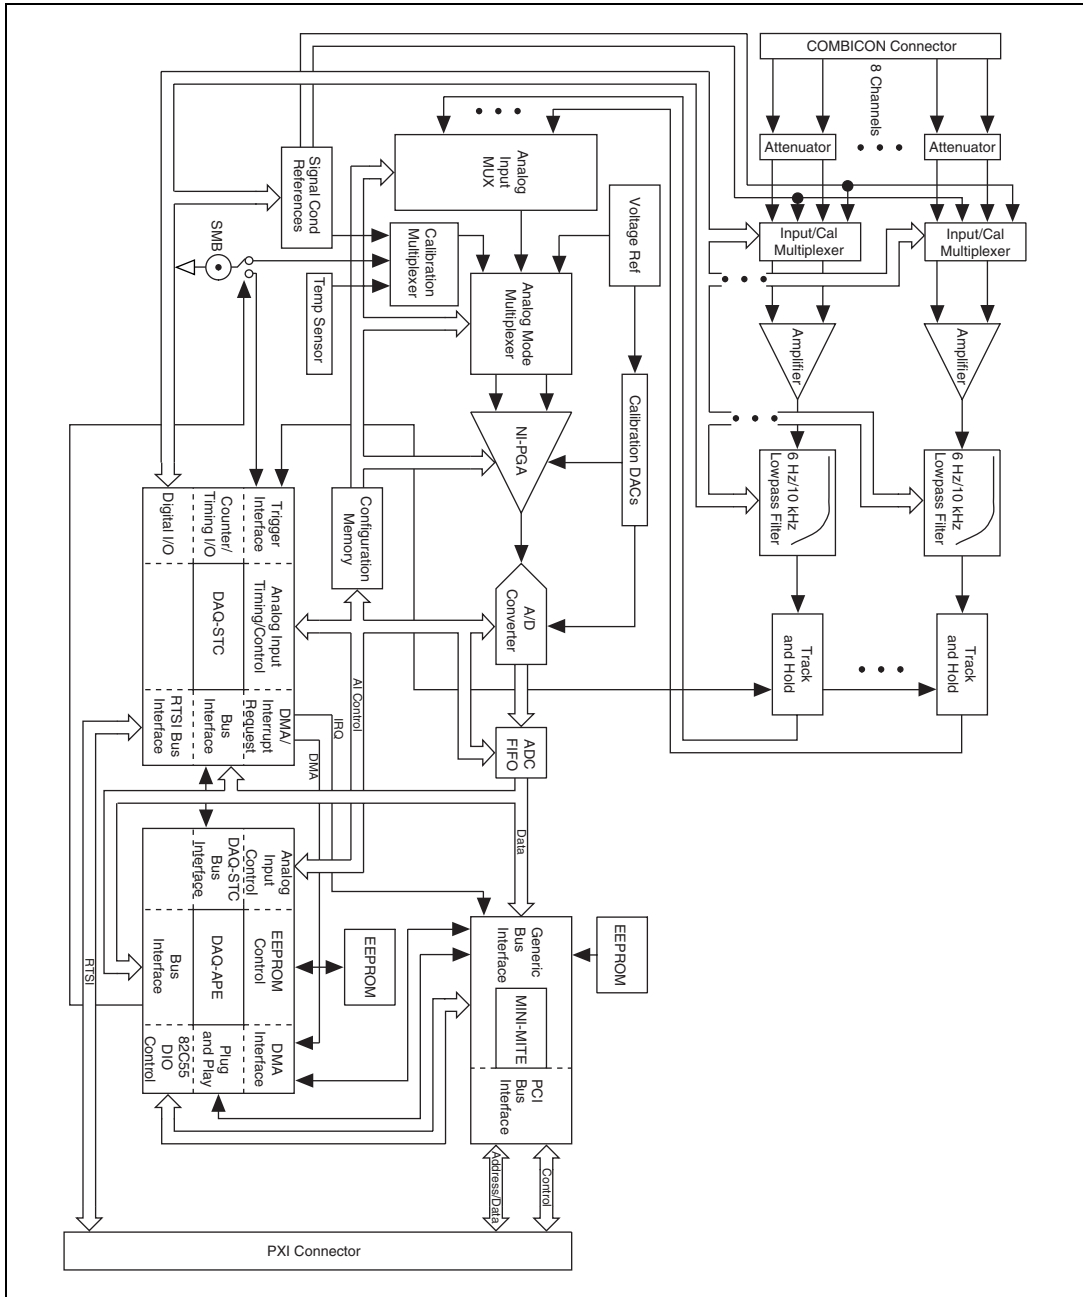 COMBICON Connector
8 Channels
Attenuator
Attenuator
Input/Cal
Multiplexer
Input/Cal
Multiplexer
Amplifier
Amplifier
6 Hz/10 kHz
Lowpass Filter
6 Hz/10 kHz
Lowpass Filter
Track
and Hold
Track
and Hold
Analog
Input
MUX
Signal Cond
References
SMB
Calibration
Multiplexer
Temp Sensor
Voltage Ref
Analog Mode
Multiplexer
NI-PGA
Calibration DACs
Configuration
Memory
A/D
Converter
ADC
FIFO
Trigger
Interface
Counter/
Timing I/O
Digital I/O
Analog Input
Timing/Control
DAQ-STC
DMA/
Interrupt
Request
Bus
Interface
RTSI Bus
Interface
AI Control
IRQ
DMA
Data
Analog
Input
Control
DAQ-STC
Bus
Interface
EEPROM
Control
DAQ-APE
Bus
Interface
DMA
Interface
Plug
and Play
82C55
DIO
Control
EEPROM
EEPROM
Generic
Bus
Interface
MINI-MITE
PCI
Bus
Interface
RTSI
Address/Data
Control
PXI Connector